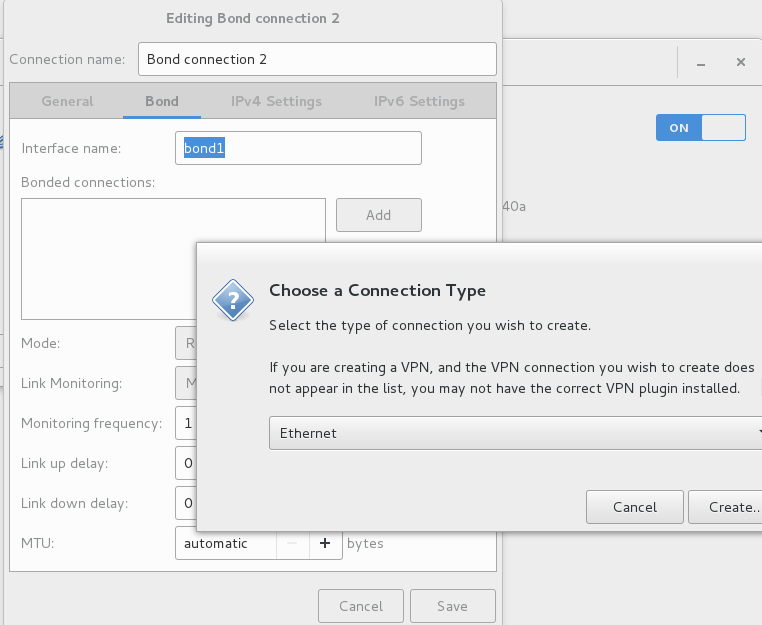 Editing Bond connection 2
Connection name: Bond connection 2
General Bond IPv4 Settings IPv6 Settings
ON
Interface name: bond1
Bonded connections:
Add
40a
?
Choose a Connection Type
Select the type of connection you wish to create.
If you are creating a VPN, and the VPN connection you wish to create does
not appear in the list, you may not have the correct VPN plugin installed.
Ethernet
Cancel Create..
Mode: R
Link Monitoring: M
Monitoring frequency: 1
Link up delay: 0
Link down delay: 0
MTU: automatic − + bytes
Cancel Save